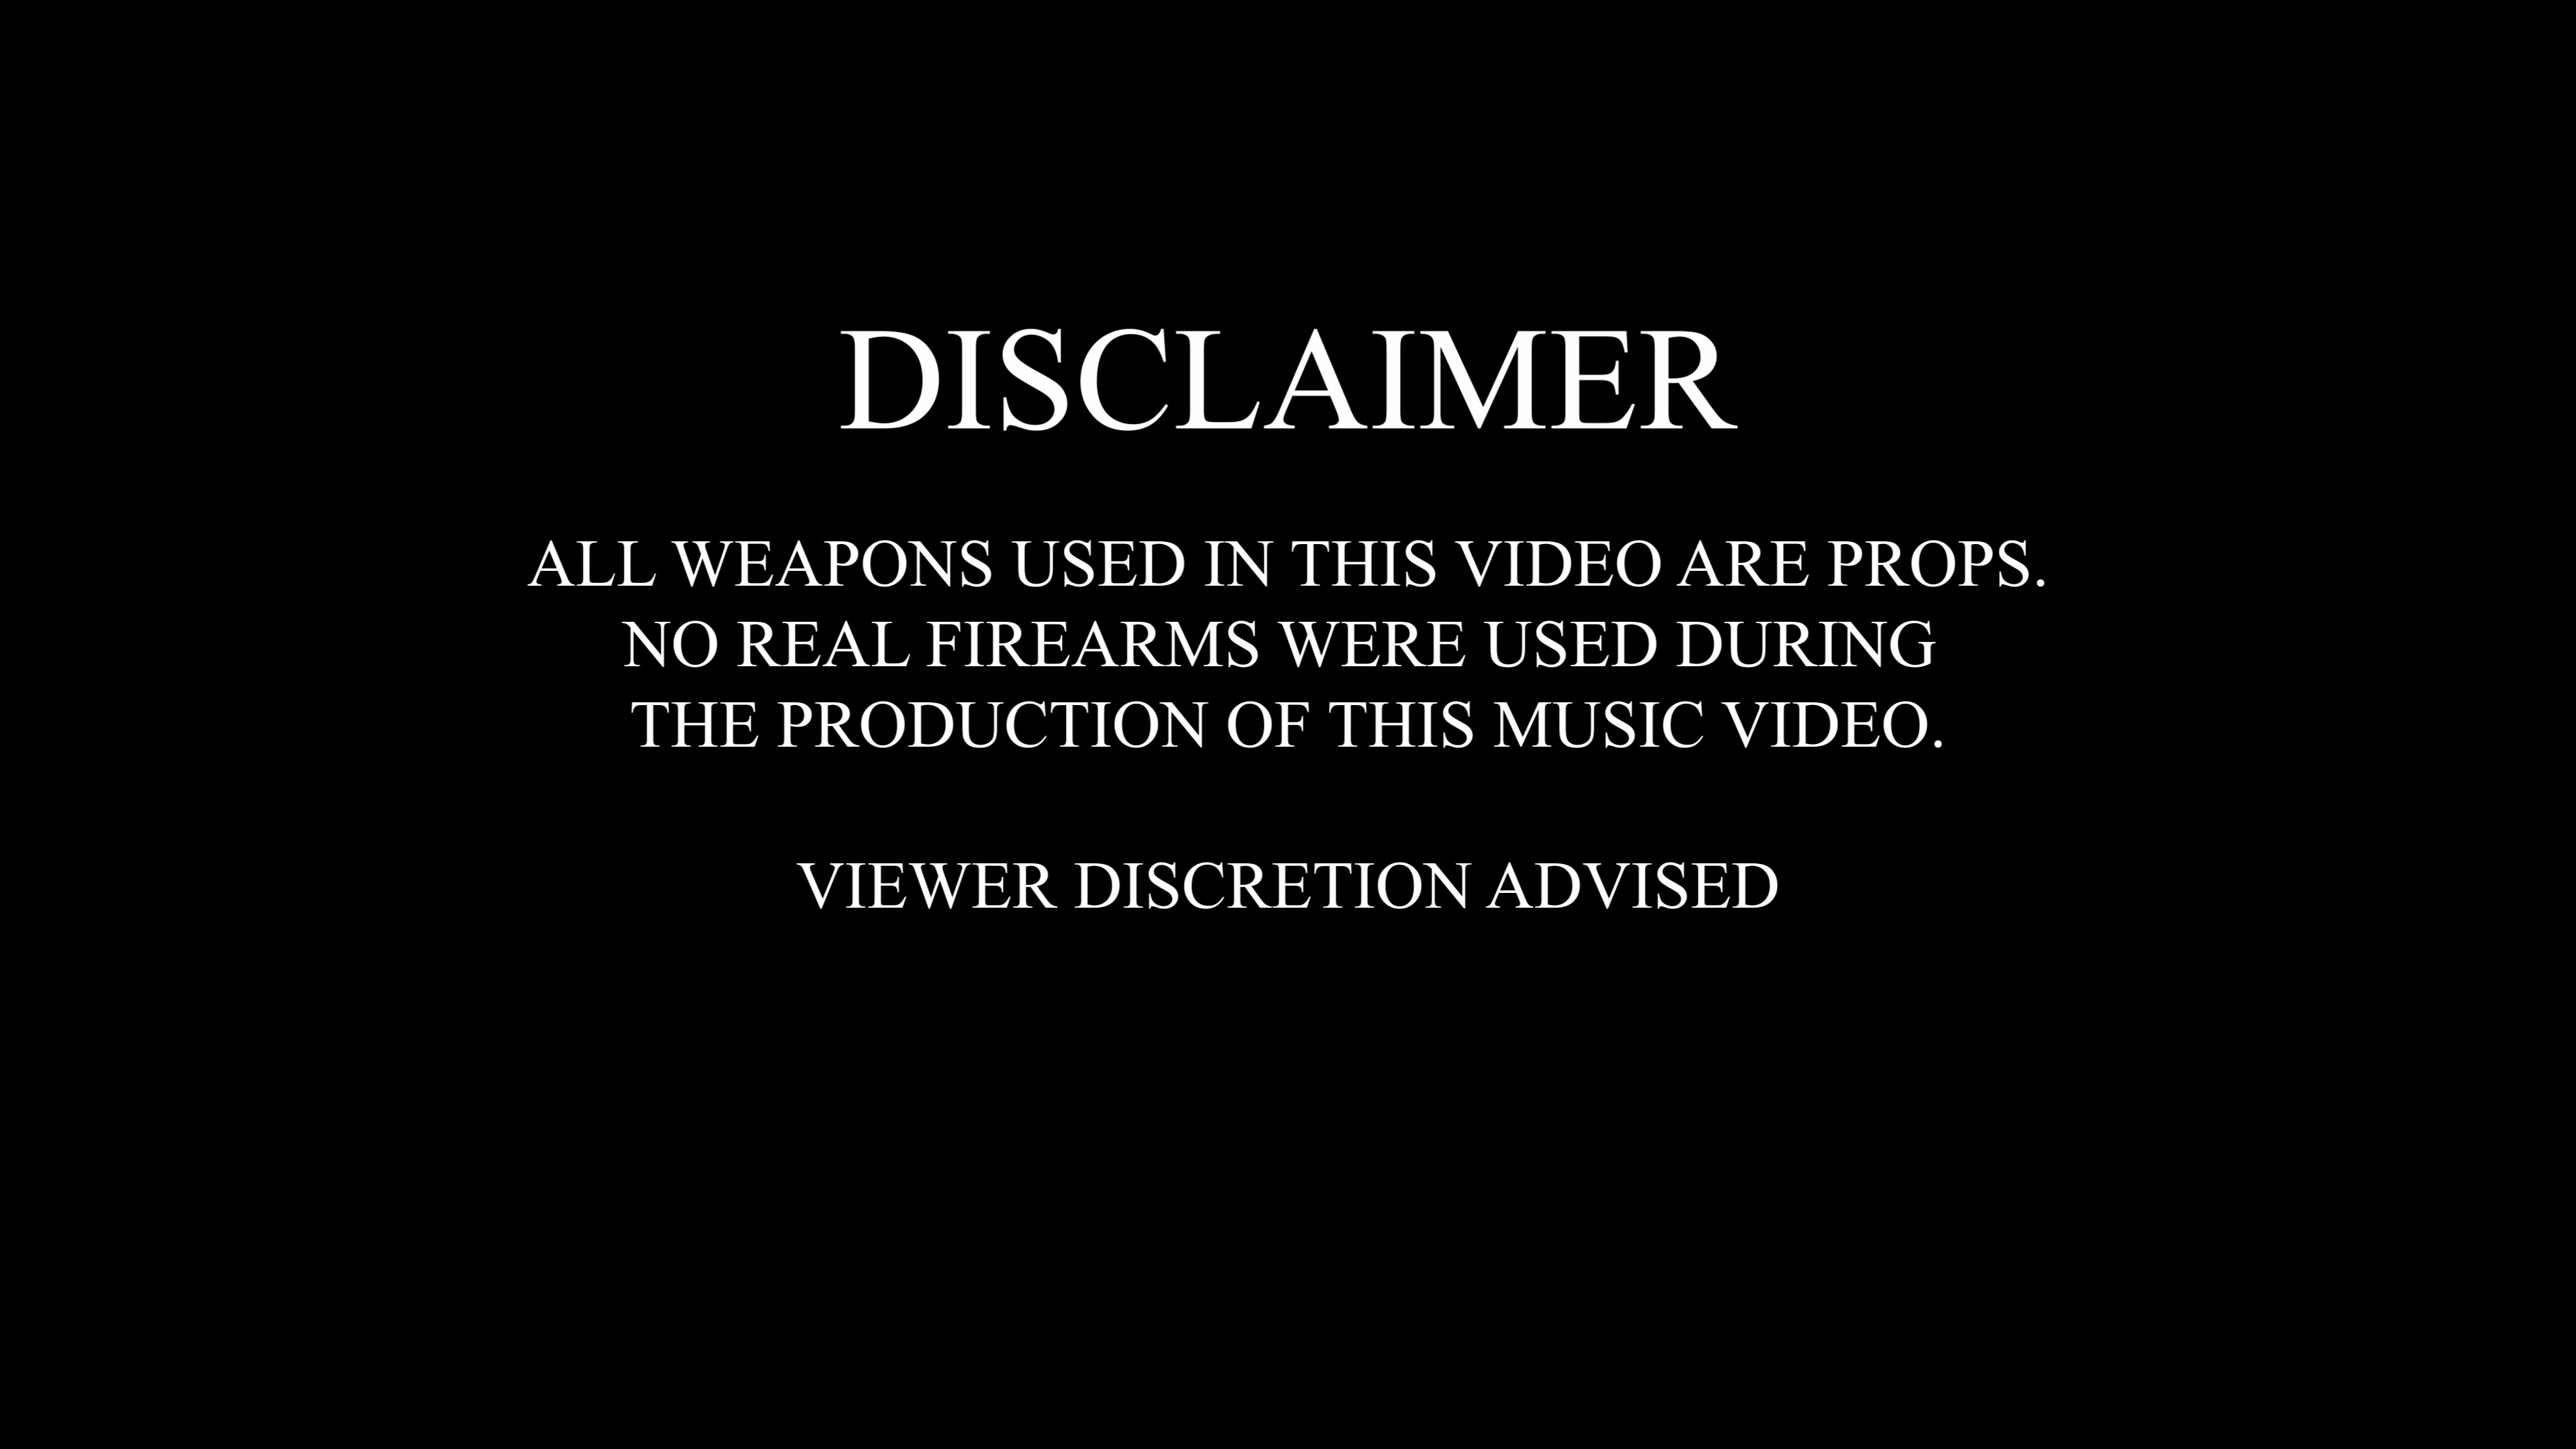 DISCLAIMER
ALL WEAPONS USED IN THIS VIDEO ARE PROPS.
NO REAL FIREARMS WERE USED DURING
THE PRODUCTION OF THIS MUSIC VIDEO.
VIEWER DISCRETION ADVISED